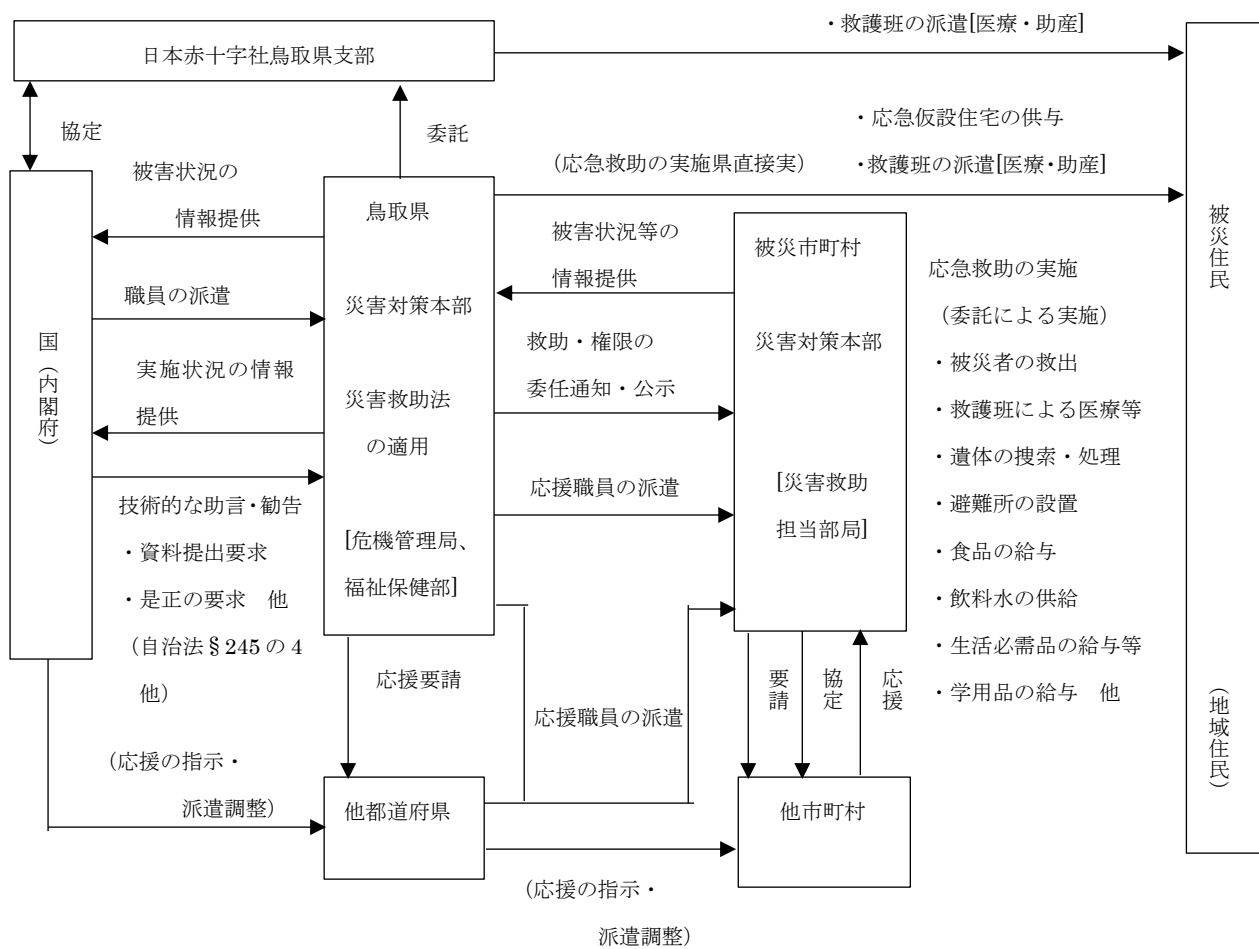 ・救護班の派遣[医療・助産]
日本赤十字社鳥取県支部
協定
委託
・応急仮設住宅の供与
(応急救助の実施県直接実)
・救護班の派遣[医療・助産]
被害状況の
情報提供
職員の派遣
実施状況の情報
提供
技術的な助言・勧告
・資料提出要求
・是正の要求　他
(自治法§245の4
他)
国(内閣府)
鳥取県
災害対策本部
災害救助法
の適用
[危機管理局、
福祉保健部]
被害状況等の
情報提供
救助・権限の
委任通知・公示
応援職員の派遣
被災市町村
災害対策本部
[災害救助
担当部局]
応急救助の実施
(委託による実施)
・被災者の救出
・救護班による医療等
・遺体の捜索・処理
・避難所の設置
・食品の給与
・飲料水の供給
・生活必需品の給与等
・学用品の給与　他
被災住民
(地域住民)
応援要請
応援職員の派遣
要請
協定
応援
(応援の指示・
派遣調整)
他都道府県
他市町村
(応援の指示・
派遣調整)